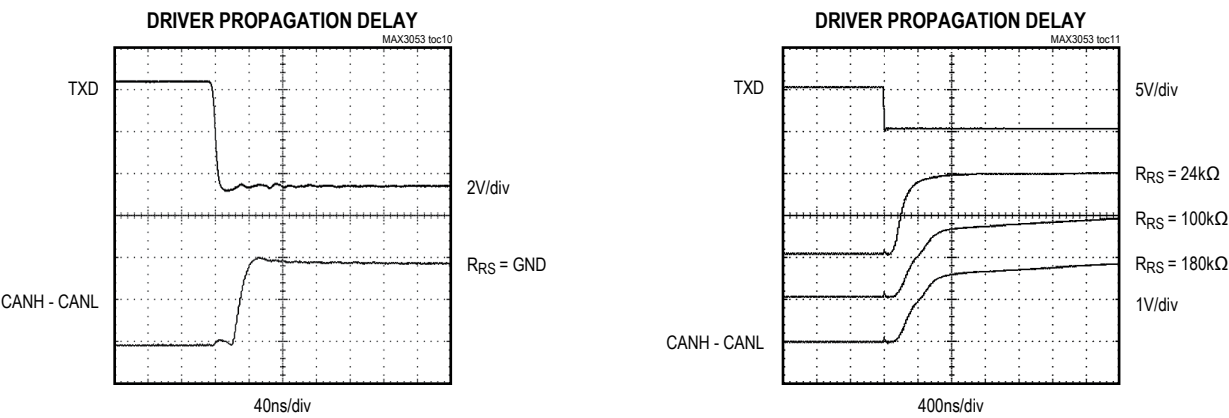 DRIVER PROPAGATION DELAY
MAX3053 toc10
TXD
2V/div
RRS = GND
CANH - CANL
40ns/div
DRIVER PROPAGATION DELAY
MAX3053 toc11
TXD
5V/div
RRS = 24kΩ
RRS = 100kΩ
RRS = 180kΩ
1V/div
CANH - CANL
400ns/div